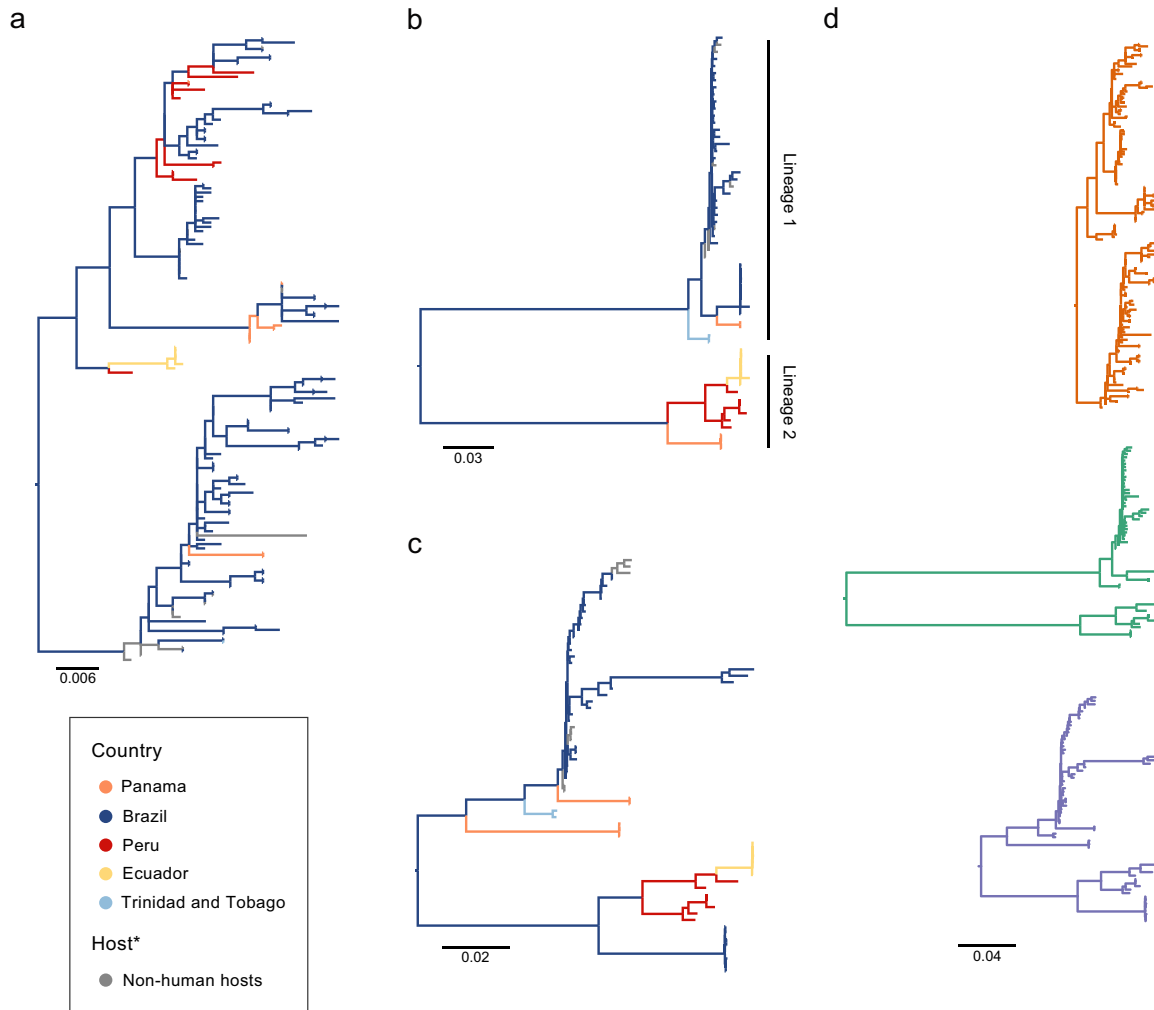 a
b
d
Lineage 1
Lineage 2
0.03
c
0.006
Country
Panama
Brazil
Peru
Ecuador
Trinidad and Tobago
Host*
Non-human hosts
0.02
0.04